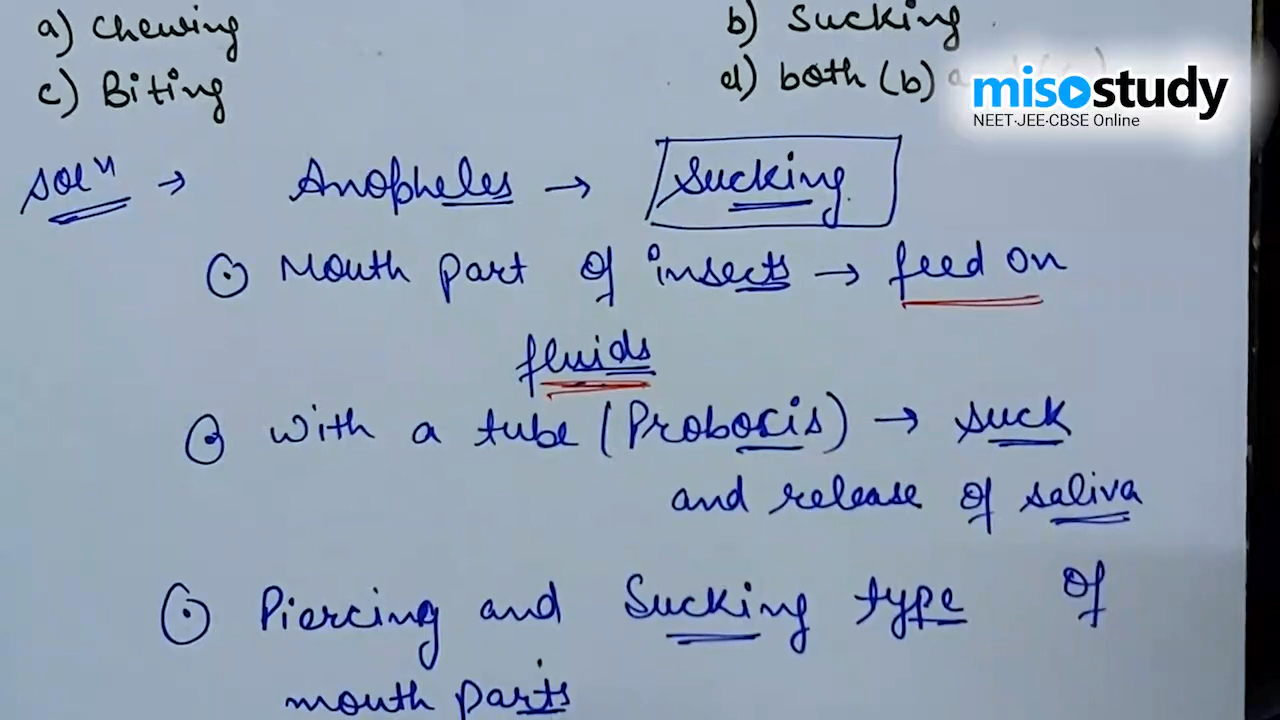 a) Chewing
b) Sucking
c) Biting
d) both (b)
misostudy
NEET-JEE-CBSE Online
Solⁿ → Anopheles → Sucking
Mouth part of insects → feed on
fluids
With a tube (Probocis) → suck
and release of saliva
Piercing and Sucking type of
mouth parts